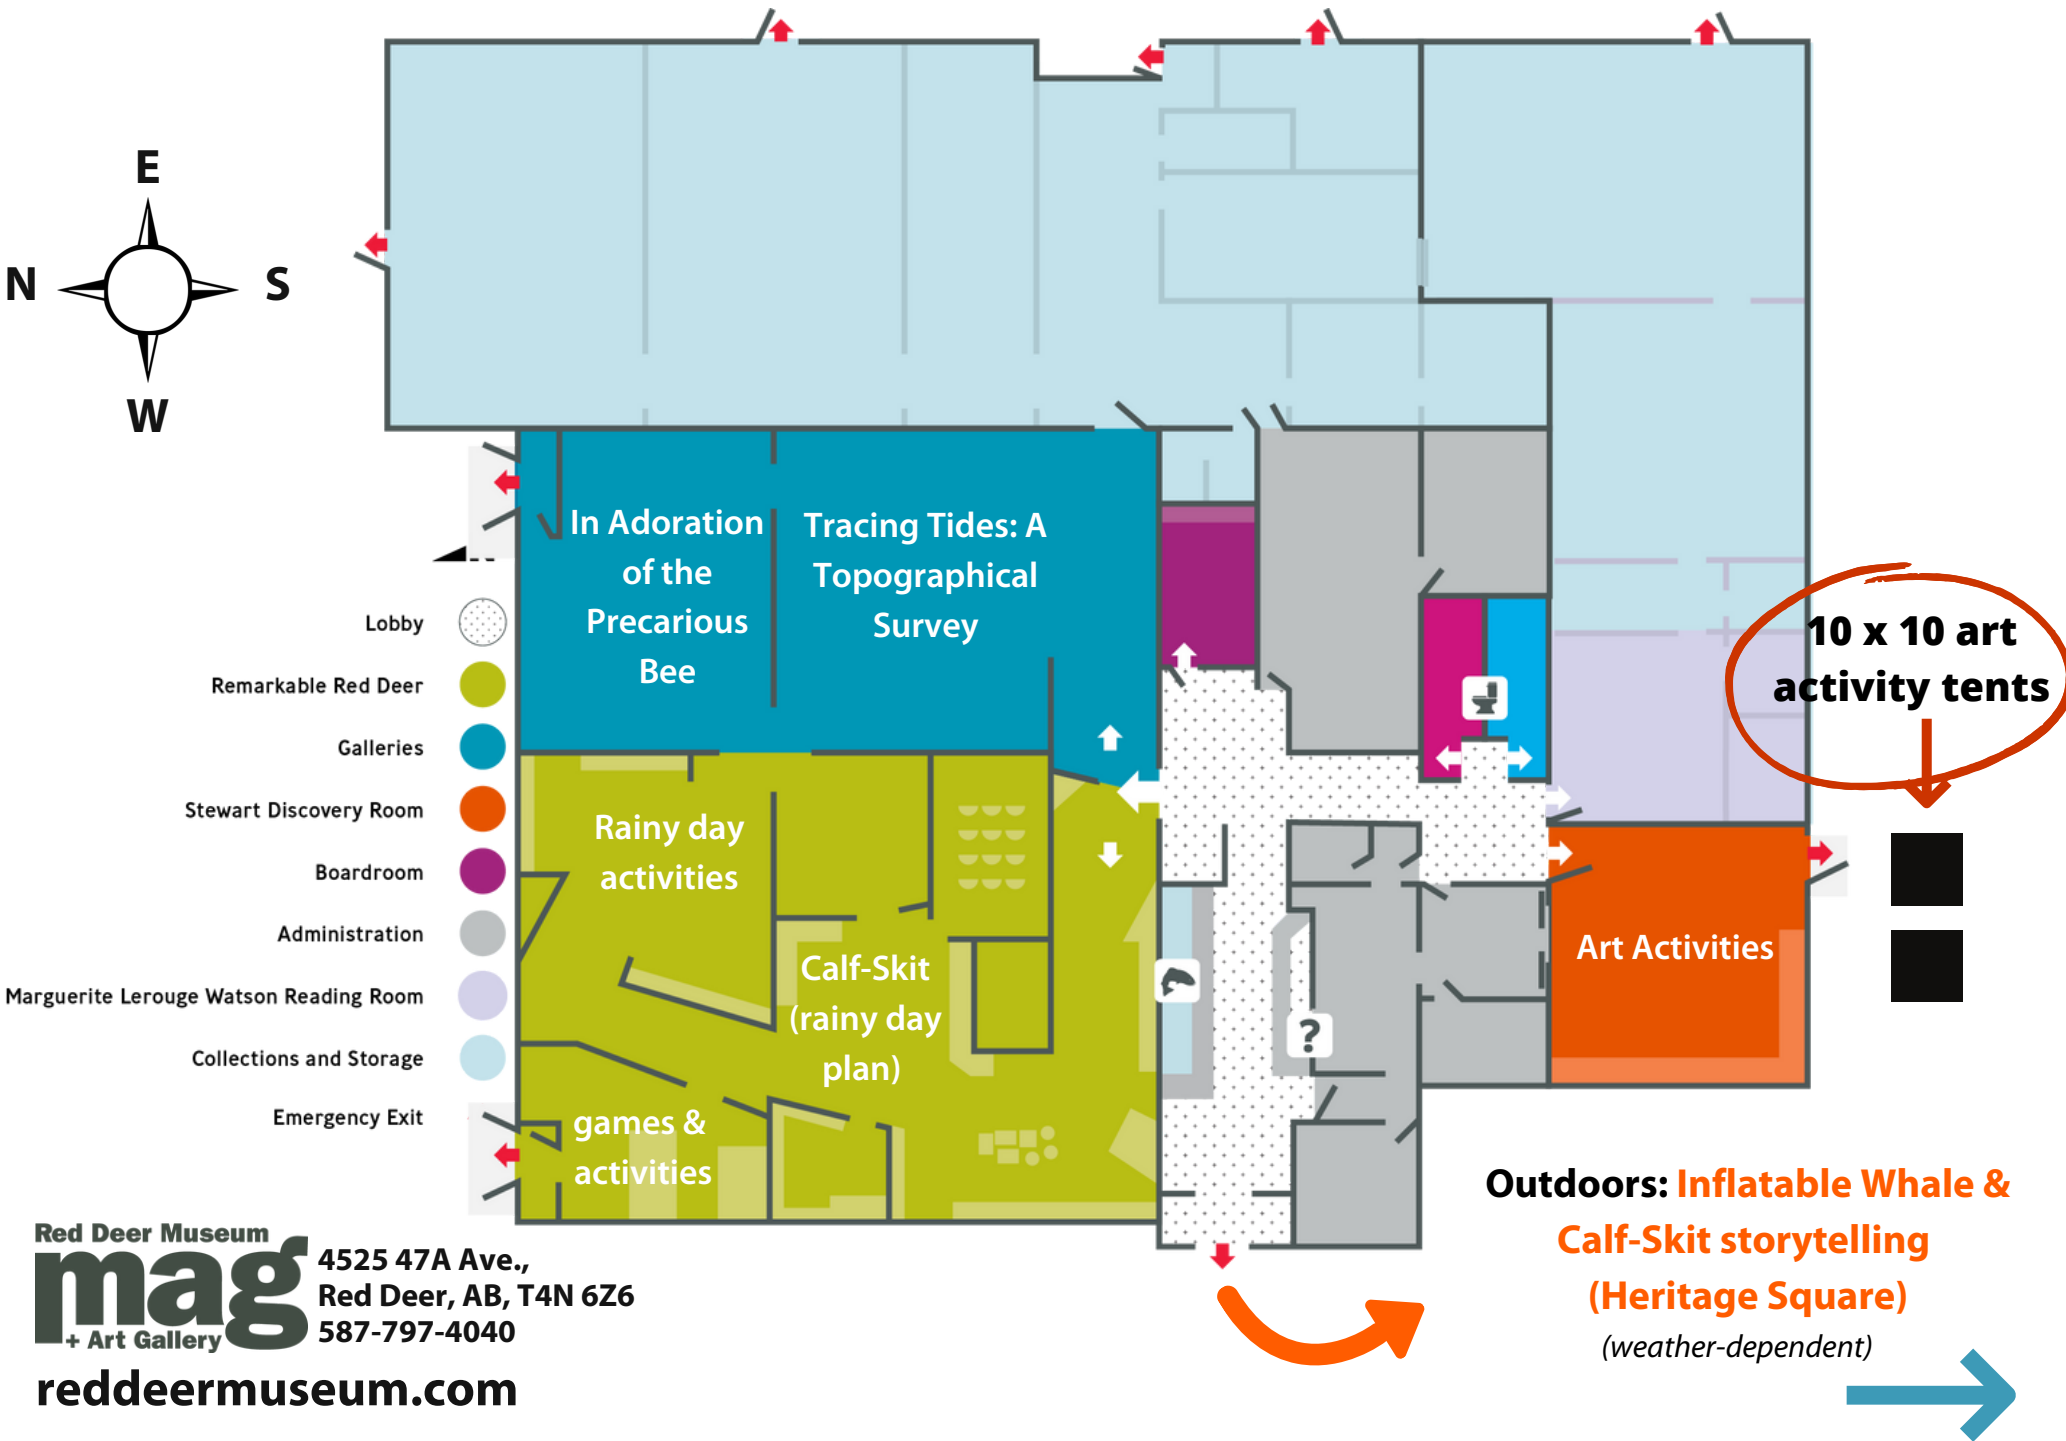 E
N
S
W
In Adoration
of the
Precarious
Bee
Tracing Tides: A
Topographical
Survey
10 x 10 art
activity tents
Lobby
Remarkable Red Deer
Galleries
Stewart Discovery Room
Boardroom
Administration
Marguerite Lerouge Watson Reading Room
Collections and Storage
Emergency Exit
Rainy day
activities
Calf-Skit
(rainy day
plan)
games &
activities
?
Art Activities
Outdoors: Inflatable Whale &
Calf-Skit storytelling
(Heritage Square)
(weather-dependent)
Red Deer Museum
mag
+ Art Gallery
4525 47A Ave.,
Red Deer, AB, T4N 6Z6
587-797-4040
reddeermuseum.com